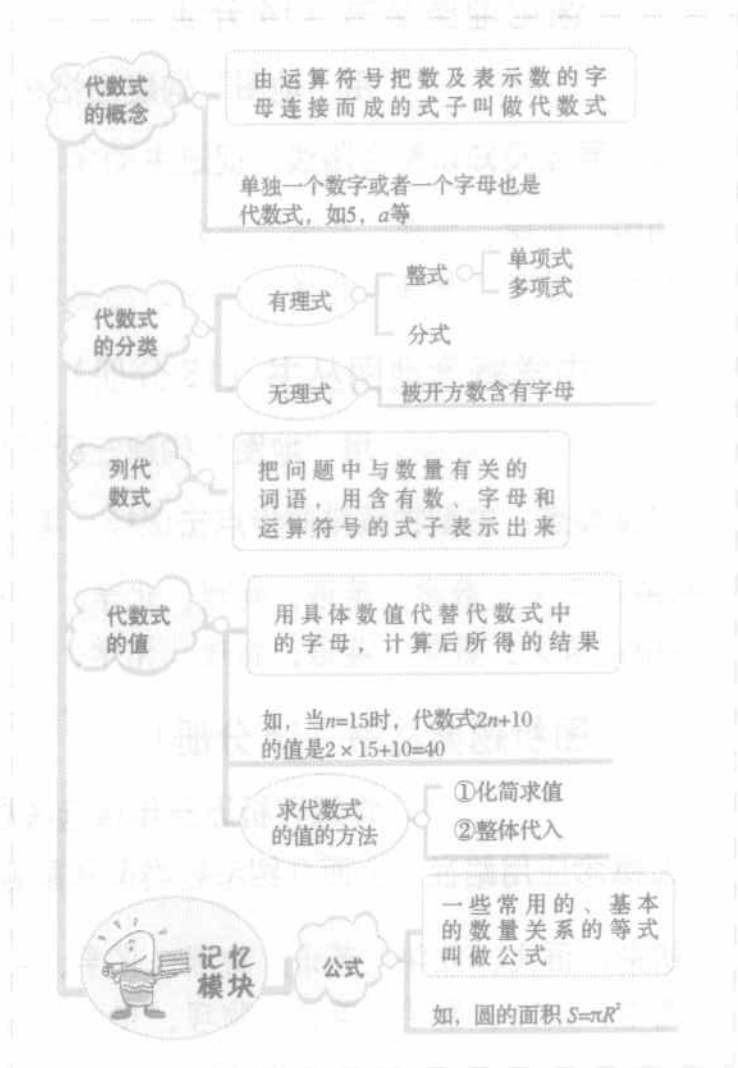 代数式
的概念
由运算符号把数及表示数的字
母连接而成的式子叫做代数式
单独一个数字或者一个字母也是
代数式，如5，a等
代数式
的分类
有理式
整式
单项式
多项式
分式
无理式
被开方数含有字母
列代
数式
把问题中与数量有关的
词语，用含有数、字母和
运算符号的式子表示出来
代数式
的值
用具体数值代替代数式中
的字母，计算后所得的结果
如，当n=15时，代数式2n+10
的值是2×15+10=40
求代数式
的值的方法
①化简求值
②整体代入
记忆
模块
公式
一些常用的、基本
的数量关系的等式
叫做公式
如，圆的面积 S=πR²